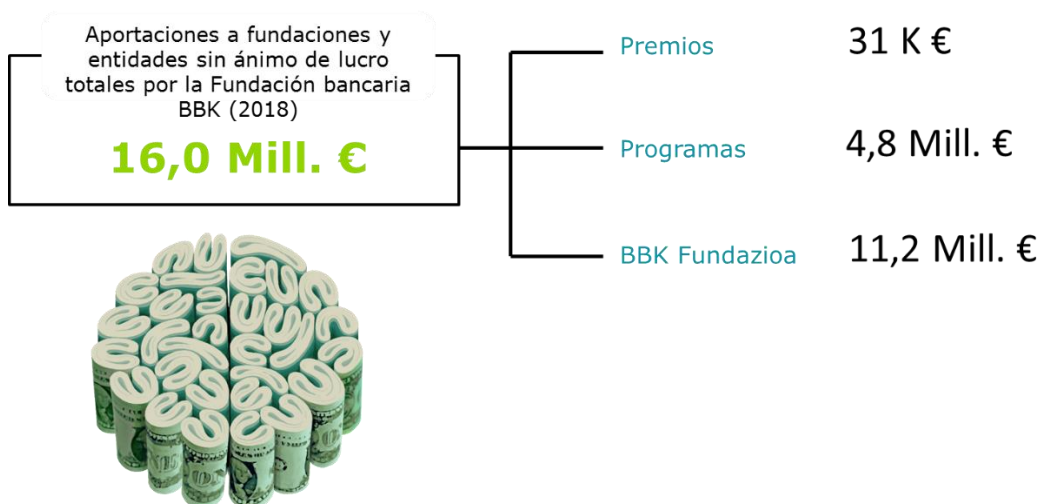 Aportaciones a fundaciones y
entidades sin ánimo de lucro
totales por la Fundación bancaria
BBK (2018)
16,0 Mill. €
Premios 31 K €
Programas 4,8 Mill. €
BBK Fundazioa 11,2 Mill. €